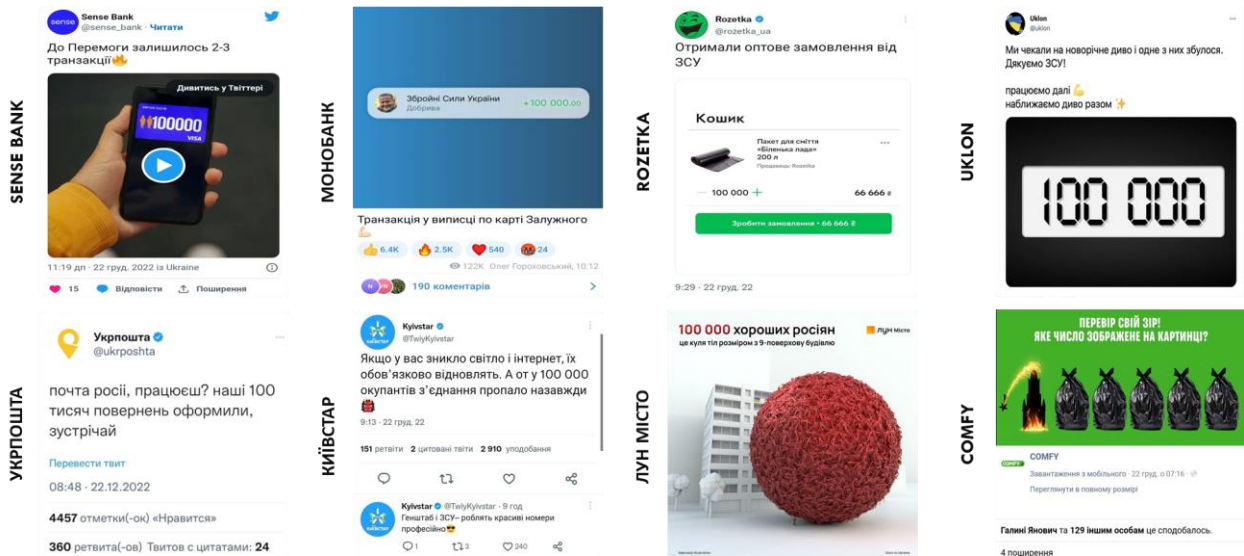 SENSE BANK
sense
Sense Bank
@sense_bank · Читати
До Перемоги залишилось 2-3
транзакції🔥
Дивитись у Твіттері
100000
VISA
11:19 дп · 22 груд. 2022 із Ukraine
15 Відповісти Поширення
МОНОБАНК
Збройні Сили України
Добрива
+100 000.00
Транзакція у виписці по карті Залужного
💪🏻
👍 6.4K 🔥 2.5K ❤️ 540 🤬 24
122K Олег Гороховський, 10:12
190 коментарів
ROZETKA
Rozetka
@rozetka_ua
Отримали оптове замовлення від
ЗСУ
Кошик
Пакет для сміття
«Біленька лада»
200 л
Продавець: Rozetka
— 100 000 + 66 666 ₴
Зробити замовлення • 66 666 ₴
9:29 · 22 груд. 22
UKLON
Uklon
@uklon
Ми чекали на новорічне диво і одне з них збулося.
Дякуємо ЗСУ!
працюємо далі 💪
наближаємо диво разом ✨
100 000
УКРПОШТА
Укрпошта
@ukrposhta
почта росіі, працюєш? наші 100
тисяч повернень оформили,
зустрічай
Перевести твит
08:48 · 22.12.2022
4457 отметки(-ок) «Нравится»
360 ретвита(-ов) Твитов с цитатами: 24
КИЇВСТАР
КИЇВСТАР
Kyivstar
@TwiyKyivstar
Якщо у вас зникло світло і інтернет, їх
обов’язково відновлять. А от у 100 000
окупантів з’єднання пропало назавжди
9:13 · 22 груд. 22
151 ретвіти 2 цитовані твіти 2 910 уподобання
КИЇВСТАР
Kyivstar @TwiyKyivstar · 9 год
Генштаб і ЗСУ– роблять красиві номери
професійно😎
1 3 240
ЛУН МІСТО
100 000 хороших росіян
ЛУН Місто
це куля тіл розміром з 9-поверхову будівлю
COMFY
ПЕРЕВІР СВІЙ ЗІР!
ЯКЕ ЧИСЛО ЗОБРАЖЕНЕ НА КАРТИНЦІ?
COMFY
COMFY
Завантаження з мобільного · 22 груд. о 07:16 ·
Переглянути в повному розмірі
Галині Янович та 129 іншим особам це сподобалось.
4 поширення